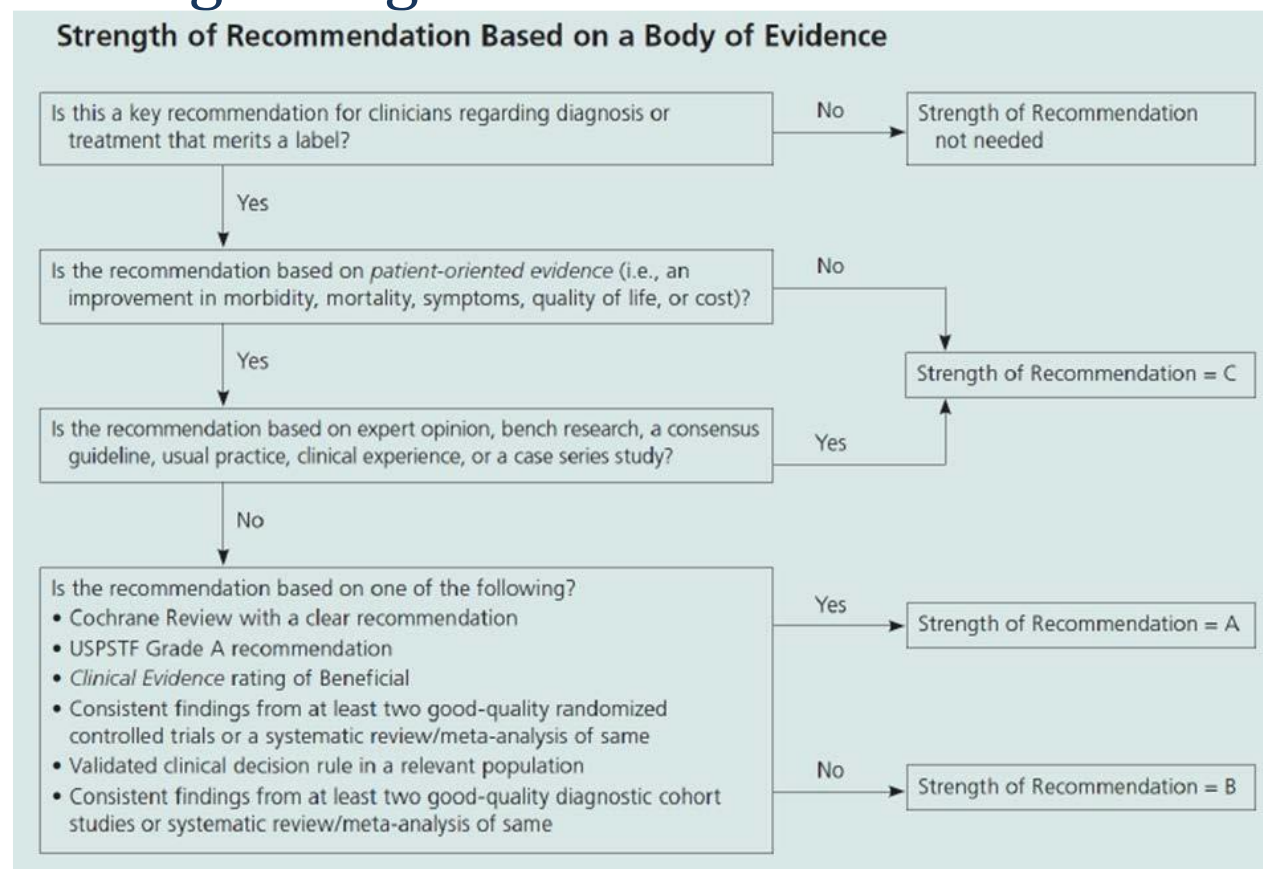 Strength of Recommendation Based on a Body of Evidence
Is this a key recommendation for clinicians regarding diagnosis or
treatment that merits a label?
No
Strength of Recommendation
not needed
Yes
Is the recommendation based on patient-oriented evidence (i.e., an
improvement in morbidity, mortality, symptoms, quality of life, or cost)?
No
Yes
Strength of Recommendation = C
Is the recommendation based on expert opinion, bench research, a consensus
guideline, usual practice, clinical experience, or a case series study?
Yes
No
Is the recommendation based on one of the following?
• Cochrane Review with a clear recommendation
• USPSTF Grade A recommendation
• Clinical Evidence rating of Beneficial
• Consistent findings from at least two good-quality randomized
controlled trials or a systematic review/meta-analysis of same
• Validated clinical decision rule in a relevant population
• Consistent findings from at least two good-quality diagnostic cohort
studies or systematic review/meta-analysis of same
Yes
Strength of Recommendation = A
No
Strength of Recommendation = B